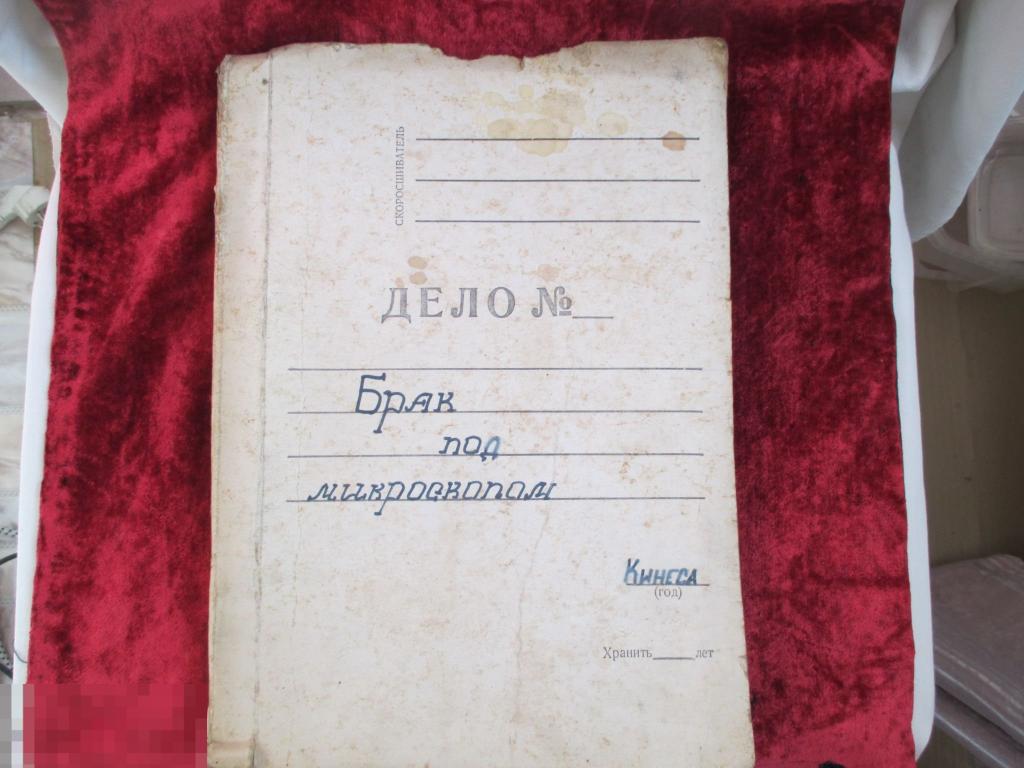 СКОРОСШИВАТЕЛЬ
ДЕЛО №
Брак
под
микроскопом
Кинеса
(год)
Хранить лет